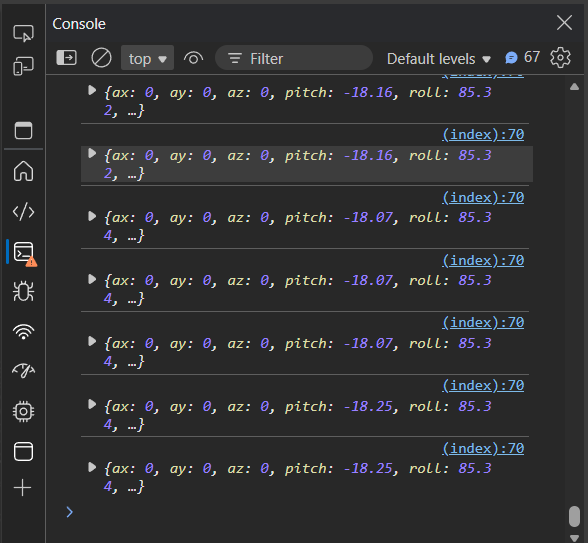 Console
top
Filter
Default levels
67
(index):70
{ax: 0, ay: 0, az: 0, pitch: -18.16, roll: 85.3
2, …}
(index):70
{ax: 0, ay: 0, az: 0, pitch: -18.16, roll: 85.3
2, …}
(index):70
{ax: 0, ay: 0, az: 0, pitch: -18.07, roll: 85.3
4, …}
(index):70
{ax: 0, ay: 0, az: 0, pitch: -18.07, roll: 85.3
4, …}
(index):70
{ax: 0, ay: 0, az: 0, pitch: -18.07, roll: 85.3
4, …}
(index):70
{ax: 0, ay: 0, az: 0, pitch: -18.25, roll: 85.3
4, …}
(index):70
{ax: 0, ay: 0, az: 0, pitch: -18.25, roll: 85.3
4, …}